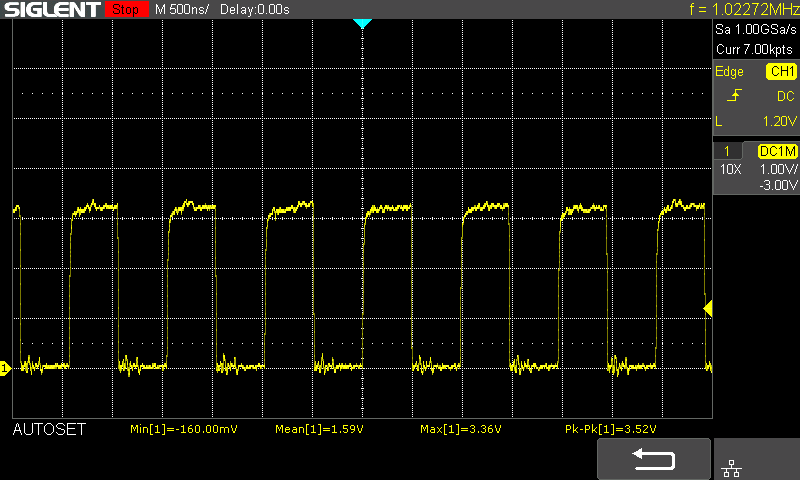 SIGLENT Stop M 500ns/ Delay:0.00s f = 1.02272MHz
Sa 1.00GSa/s
Curr 7.00kpts
Edge CH1
DC
L 1.20V
1 DC1M
10X 1.00V/
-3.00V
1
AUTOSET Min[1]=-160.00mV Mean[1]=1.59V Max[1]=3.36V Pk-Pk[1]=3.52V